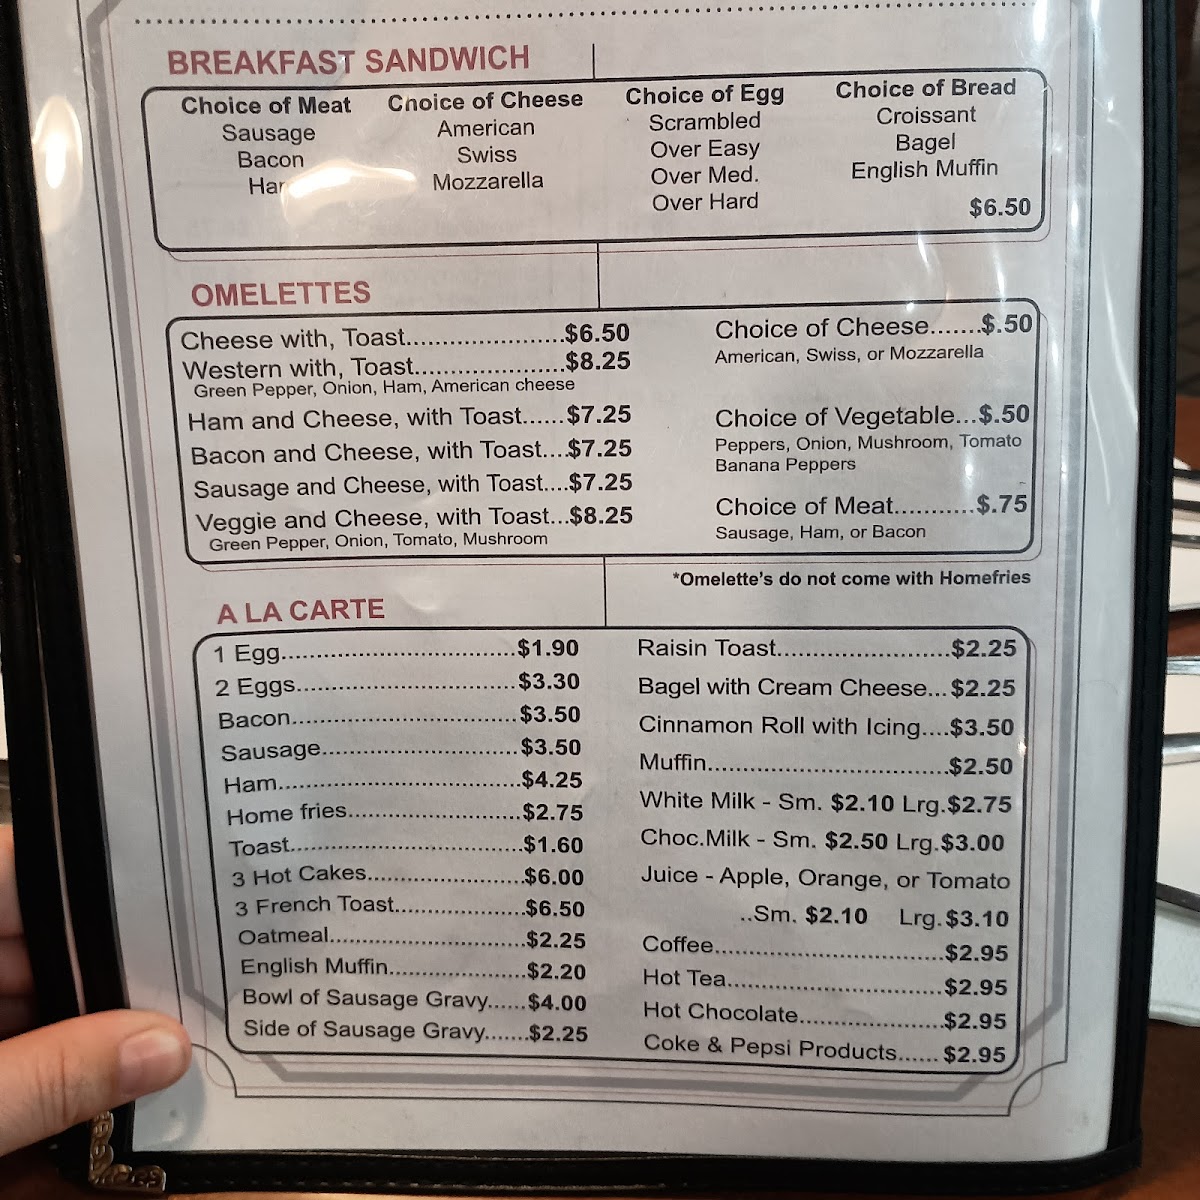 BREAKFAST SANDWICH
Choice of Meat
Sausage
Bacon
Choice of Cheese
American
Swiss
Mozzarella
Choice of Egg
Scrambled
Over Easy
Over Med.
Over Hard
Choice of Bread
Croissant
Bagel
English Muffin
$6.50
OMELETTES
Cheese with, Toast......................$6.50
Western with, Toast......................$8.25
Green Pepper, Onion, Ham, American cheese
Ham and Cheese, with Toast......$7.25
Bacon and Cheese, with Toast....$7.25
Sausage and Cheese, with Toast....$7.25
Veggie and Cheese, with Toast...$8.25
Green Pepper, Onion, Tomato, Mushroom
Choice of Cheese.......$.50
American, Swiss, or Mozzarella
Choice of Vegetable...$.50
Peppers, Onion, Mushroom, Tomato
Banana Peppers
Choice of Meat...........$.75
Sausage, Ham, or Bacon
*Omelette's do not come with Homefries
A LA CARTE
1 Egg.................................$1.90
2 Eggs...............................$3.30
Bacon................................$3.50
Sausage............................$3.50
Ham..................................$4.25
Home fries.........................$2.75
Toast.................................$1.60
3 Hot Cakes......................$6.00
3 French Toast...................$6.50
Oatmeal............................$2.25
English Muffin....................$2.20
Bowl of Sausage Gravy......$4.00
Side of Sausage Gravy.......$2.25
Raisin Toast.........................$2.25
Bagel with Cream Cheese...$2.25
Cinnamon Roll with Icing....$3.50
Muffin...................................$2.50
White Milk - Sm. $2.10 Lrg.$2.75
Choc.Milk - Sm. $2.50 Lrg.$3.00
Juice - Apple, Orange, or Tomato
..Sm. $2.10 Lrg.$3.10
Coffee.................................$2.95
Hot Tea...............................$2.95
Hot Chocolate.....................$2.95
Coke & Pepsi Products...... $2.95